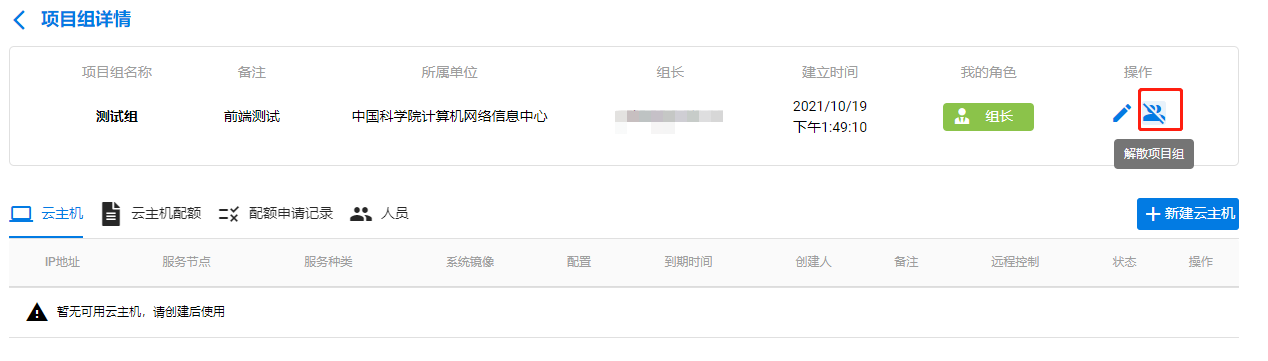 项目组详情
项目组名称 备注 所属单位 组长 建立时间 我的角色 操作
测试组 前端测试 中国科学院计算机网络信息中心 2021/10/19 下午1:49:10 组长
解散项目组
云主机 云主机配额 配额申请记录 人员 新建云主机
IP地址 服务节点 服务种类 系统镜像 配置 到期时间 创建人 备注 远程控制 状态 操作
暂无可用云主机，请创建后使用